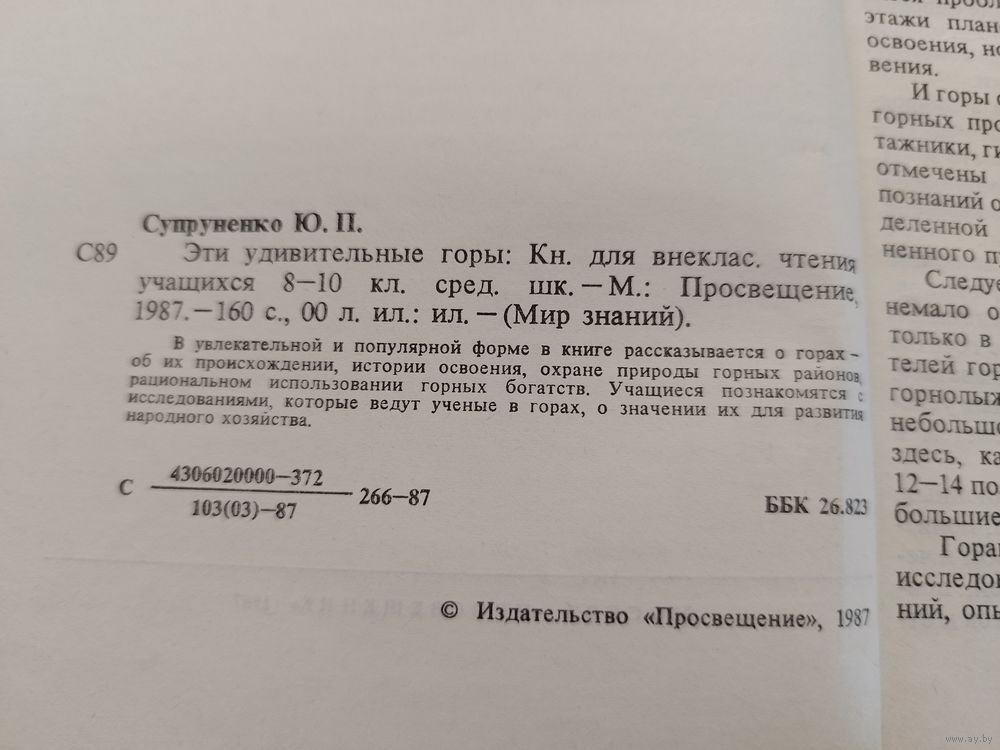 Супруненко Ю. П.
С89 Эти удивительные горы: Кн. для внеклас. чтения
учащихся 8—10 кл. сред. шк. — М.: Просвещение,
1987.—160 с., 00 л. ил.: ил. — (Мир знаний).
В увлекательной и популярной форме в книге рассказывается о горах —
об их происхождении, истории освоения, охране природы горных районов,
рациональном использовании горных богатств. Учащиеся познакомятся с
исследованиями, которые ведут ученые в горах, о значении их для развития
народного хозяйства.
С 4306020000—372
103(03)—87 266—87
ББК 26.823
© Издательство «Просвещение», 1987
этажи план
освоения, но
вения.
И горы
горных про
тажники, ги
отмечены
познаний о
деленной
ненного п
Следуе
немало о
только в
телей гор
горнолыж
небольшо
здесь, ка
12—14 по
большие
Гора
исследо
ний, опы
www.ay.by